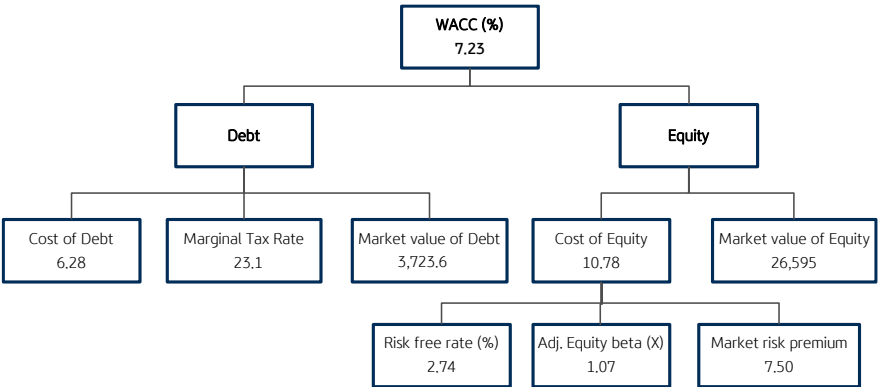 WACC (%)
7.23
Debt
Equity
Cost of Debt
6.28
Marginal Tax Rate
23.1
Market value of Debt
3,723.6
Cost of Equity
10.78
Market value of Equity
26,595
Risk free rate (%)
2.74
Adj. Equity beta (X)
1.07
Market risk premium
7.50